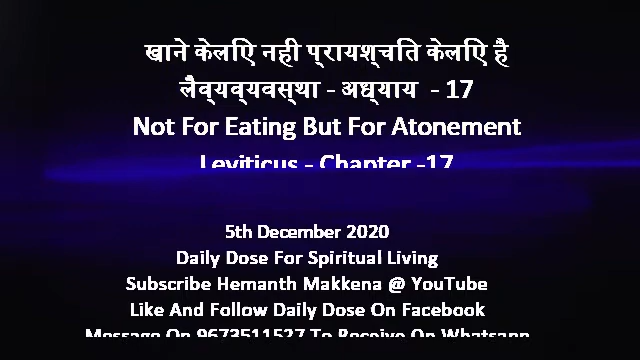 खाने केलिए नही प्रायश्चित केलिए है
लैव्यव्यवस्था - अध्याय - 17
Not For Eating But For Atonement
Leviticus - Chapter -17
5th December 2020
Daily Dose For Spiritual Living
Subscribe Hemanth Makkena @ YouTube
Like And Follow Daily Dose On Facebook
Message On 9673511527 To Receive On Whatsapp